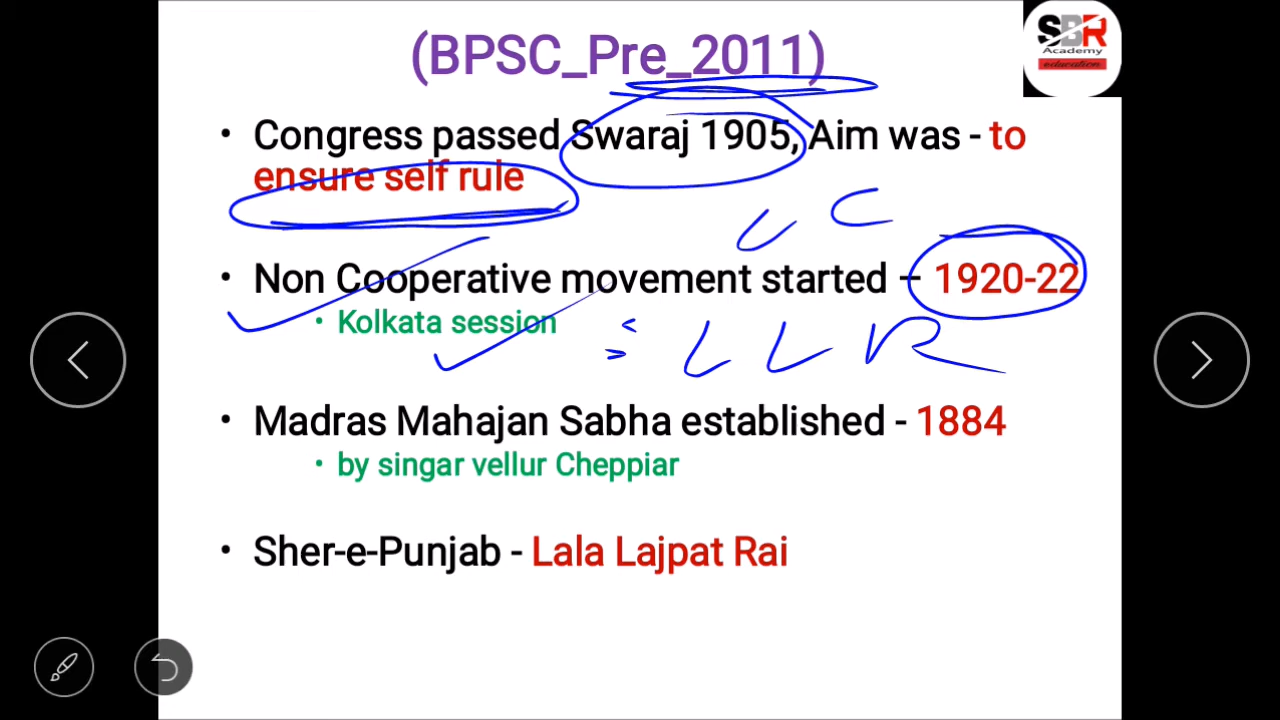 (BPSC_Pre_2011)
SBR
Academy
education
• Congress passed Swaraj 1905, Aim was - to
ensure self rule
C C
• Non Cooperative movement started – 1920-22
• Kolkata session
= L L R
• Madras Mahajan Sabha established - 1884
• by singar vellur Cheppiar
• Sher-e-Punjab - Lala Lajpat Rai